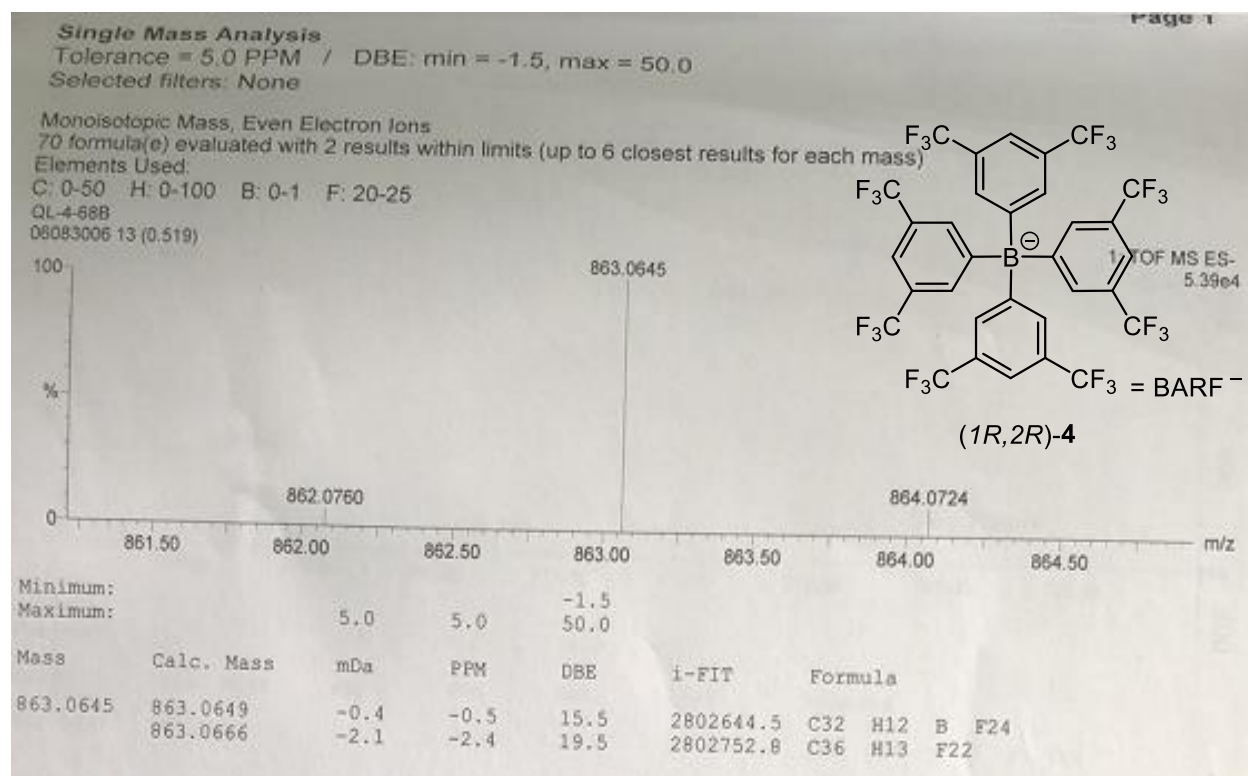 Page 1
Single Mass Analysis
Tolerance = 5.0 PPM / DBE: min = -1.5, max = 50.0
Selected filters: None
Monoisotopic Mass, Even Electron Ions
70 formula(e) evaluated with 2 results within limits (up to 6 closest results for each mass)
Elements Used:
C: 0-50 H: 0-100 B: 0-1 F: 20-25
QL-4-68B
08083006 13 (0.519)
1: TOF MS ES-
5.39e4
F₃C CF₃
F₃C CF₃
B ⊖
F₃C CF₃
F₃C CF₃ = BARF⁻
(1R,2R)-4
100
%
0
863.0645
862.0760
864.0724
861.50 862.00 862.50 863.00 863.50 864.00 864.50 m/z
Minimum: -1.5
Maximum: 5.0 5.0 50.0
Mass Calc. Mass mDa PPM DBE i-FIT Formula
863.0645 863.0649 -0.4 -0.5 15.5 2802644.5 C32 H12 B F24
863.0666 -2.1 -2.4 19.5 2802752.8 C36 H13 F22